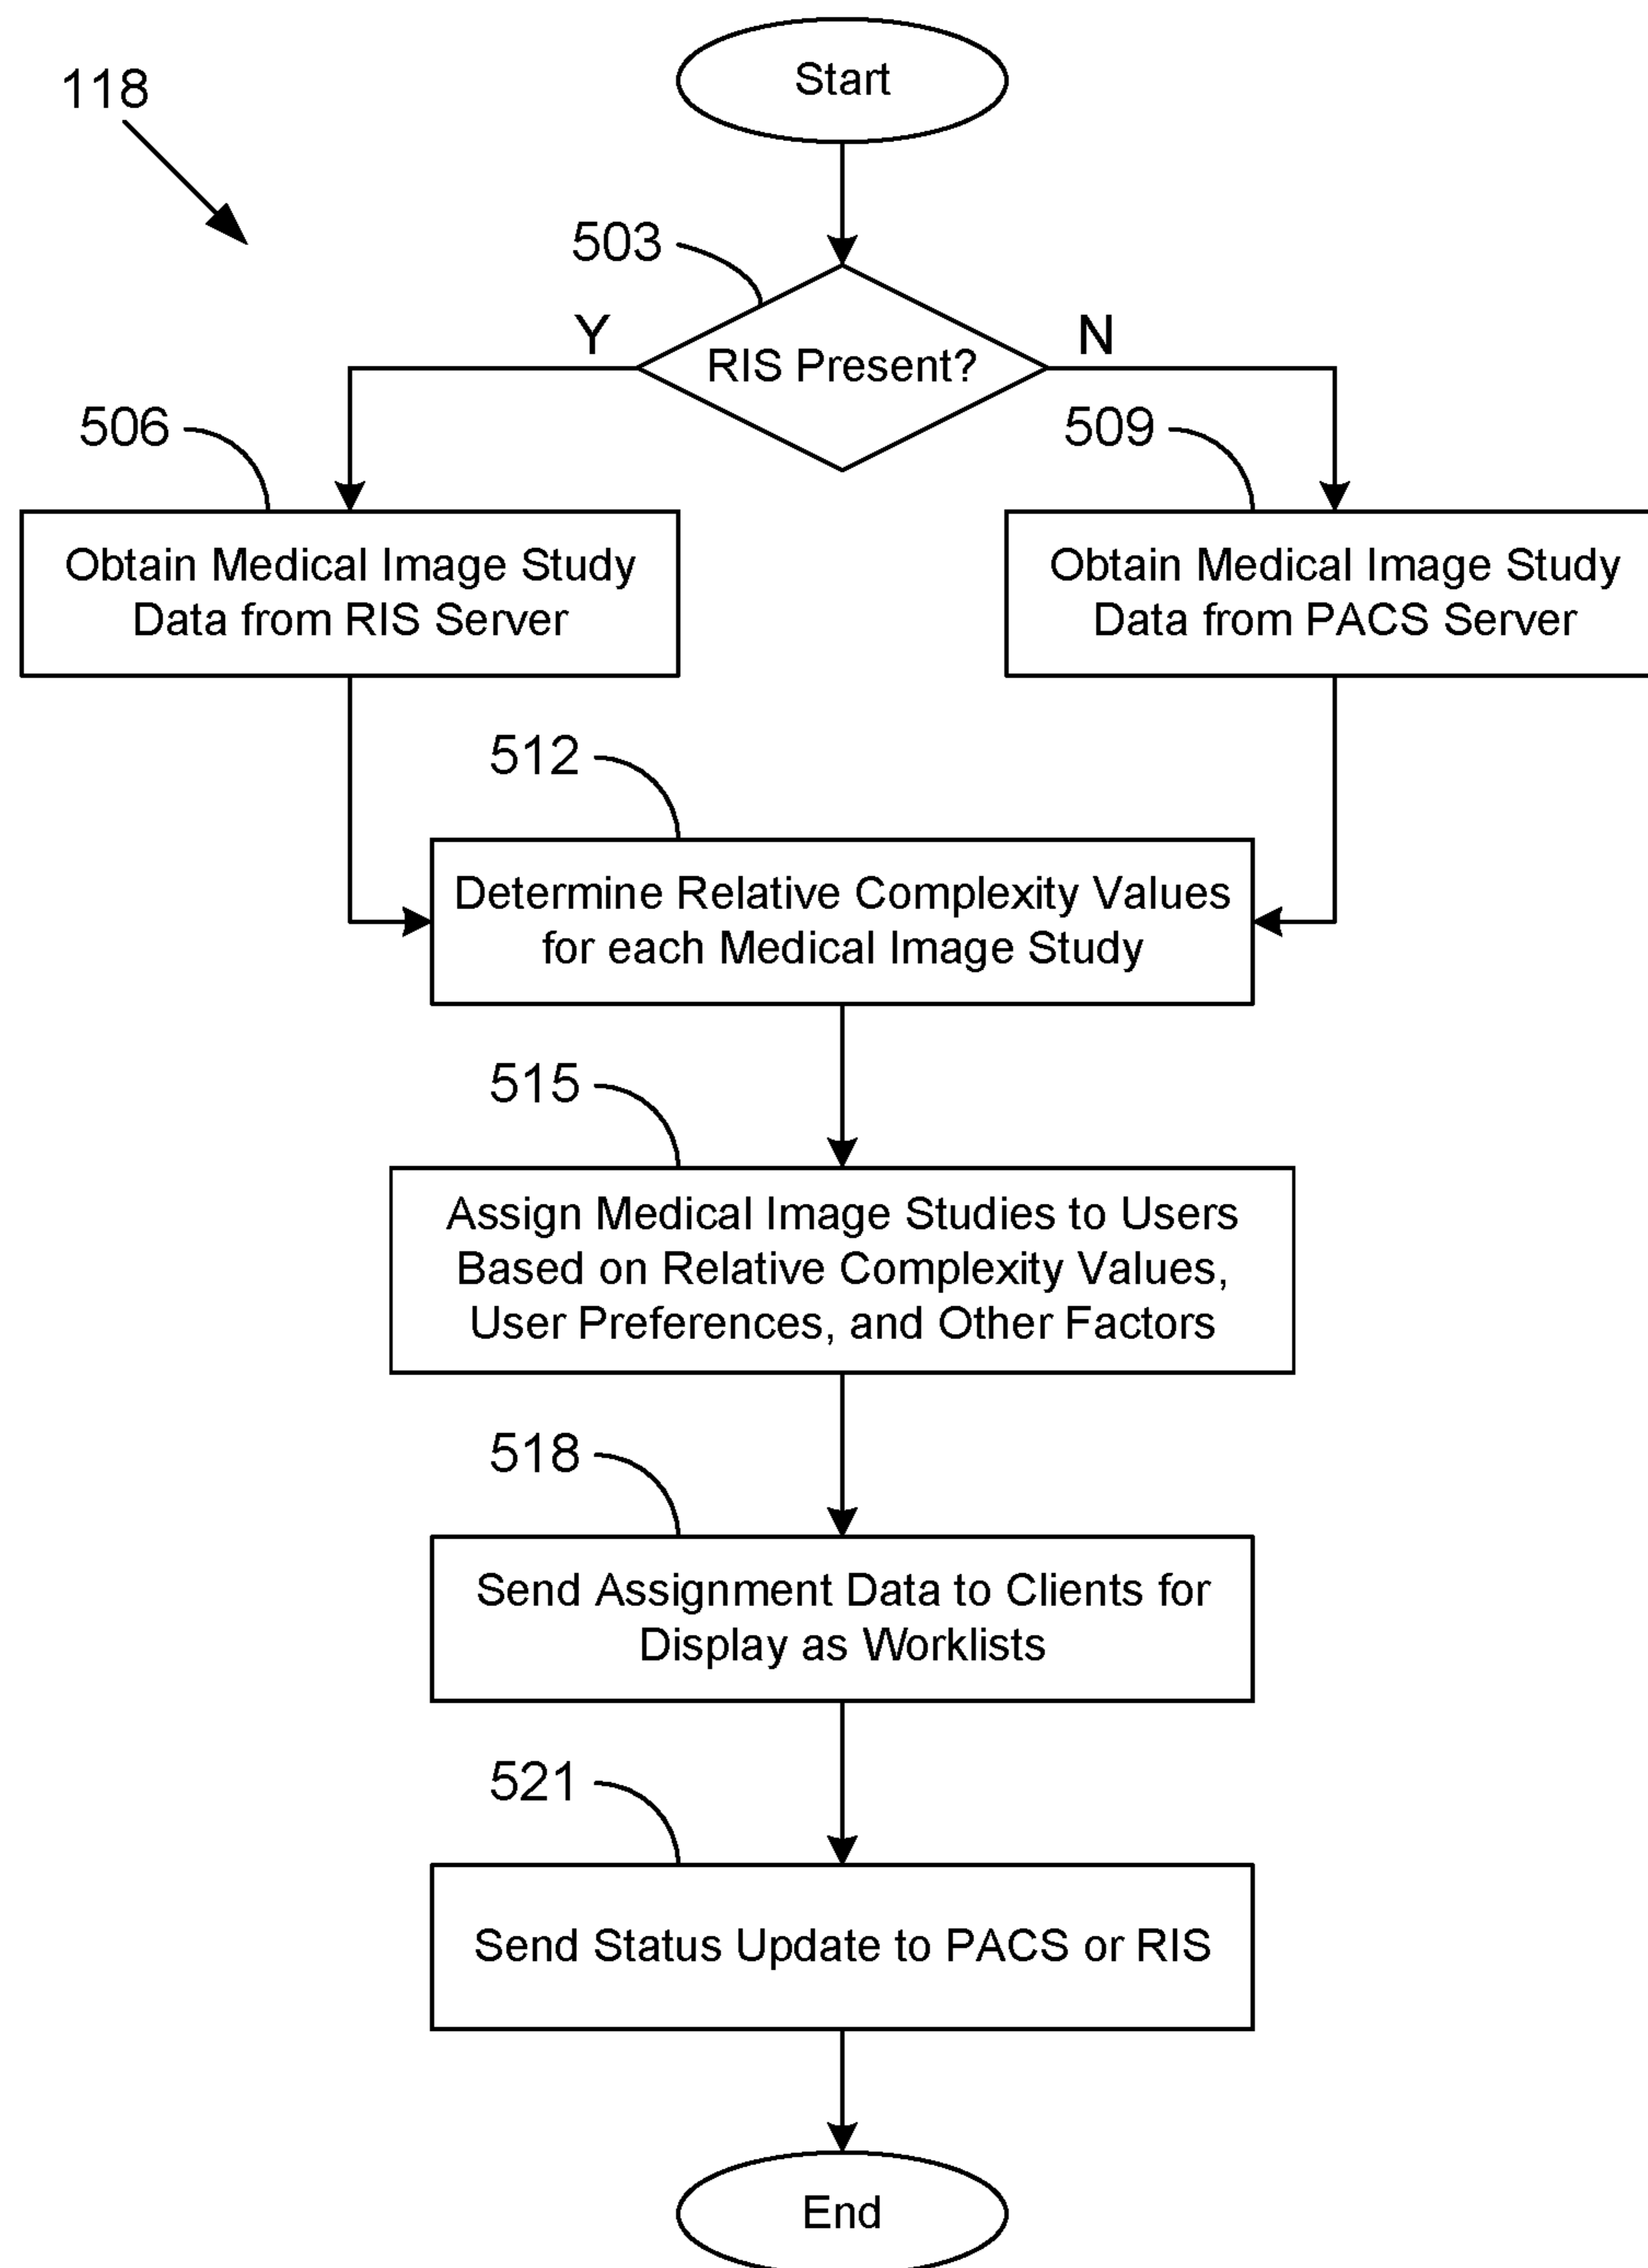 118
Start
503
Y
RIS Present?
N
506
509
Obtain Medical Image Study
Data from RIS Server
Obtain Medical Image Study
Data from PACS Server
512
Determine Relative Complexity Values
for each Medical Image Study
515
Assign Medical Image Studies to Users
Based on Relative Complexity Values,
User Preferences, and Other Factors
518
Send Assignment Data to Clients for
Display as Worklists
521
Send Status Update to PACS or RIS
End